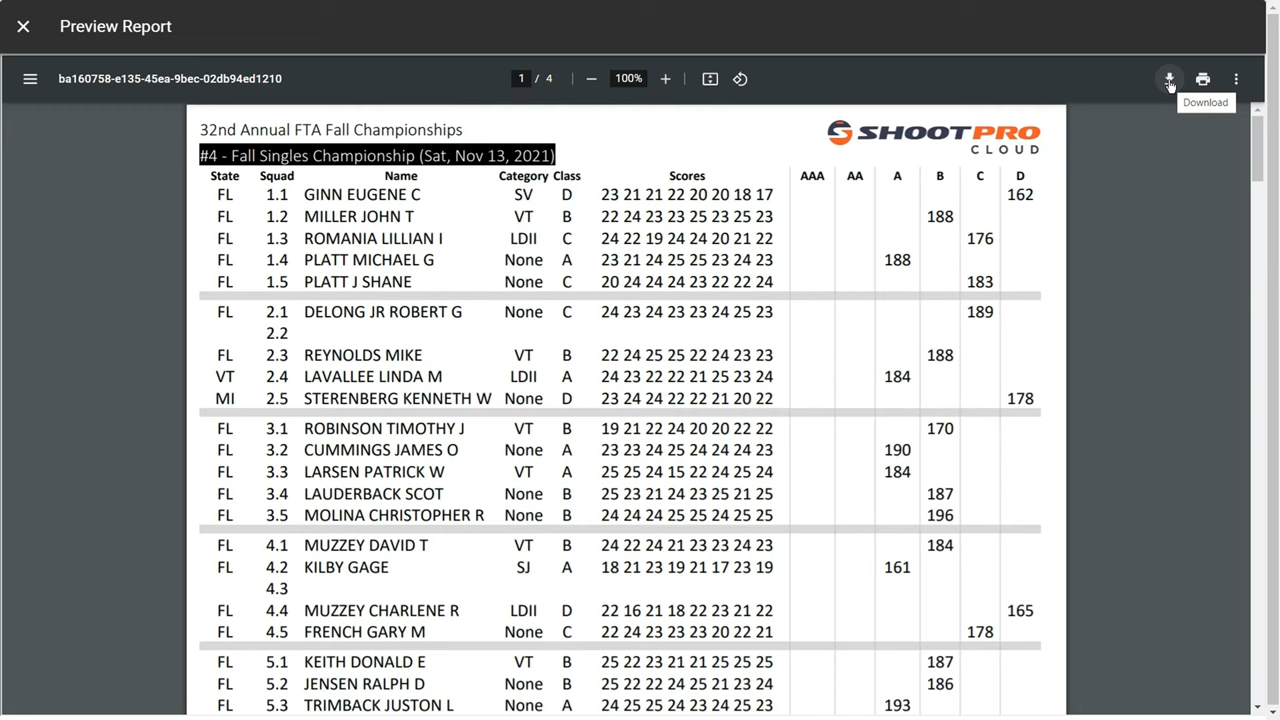 Preview Report
ba160758-e135-45ea-9bec-02db94ed1210 1 / 4 100%
Download
32nd Annual FTA Fall Championships
SHOOTPRO
CLOUD
#4 - Fall Singles Championship (Sat, Nov 13, 2021)
State Squad Name Category Class Scores AAA AA A B C D
FL 1.1 GINN EUGENE C SV D 23 21 21 22 20 20 18 17 162
FL 1.2 MILLER JOHN T VT B 22 24 23 23 25 23 25 23 188
FL 1.3 ROMANIA LILLIAN I LDII C 24 22 19 24 24 20 21 22 176
FL 1.4 PLATT MICHAEL G None A 23 21 24 25 25 23 24 23 188
FL 1.5 PLATT J SHANE None C 20 24 24 24 23 22 22 24 183
FL 2.1 DELONG JR ROBERT G None C 24 23 24 23 23 24 25 23 189
2.2
FL 2.3 REYNOLDS MIKE VT B 22 24 25 25 22 24 23 23 188
VT 2.4 LAVALLEE LINDA M LDII A 24 23 22 22 21 25 23 24 184
MI 2.5 STERENBERG KENNETH W None D 23 24 24 22 22 21 20 22 178
FL 3.1 ROBINSON TIMOTHY J VT B 19 21 22 24 20 20 22 22 170
FL 3.2 CUMMINGS JAMES O None A 23 23 24 25 24 23 24 24 190
FL 3.3 LARSEN PATRICK W VT A 25 25 24 15 22 24 25 24 184
FL 3.4 LAUDERBACK SCOT None B 25 23 21 24 23 25 21 25 187
FL 3.5 MOLINA CHRISTOPHER R None B 24 24 24 25 25 24 25 25 196
FL 4.1 MUZZEY DAVID T VT B 24 22 24 21 23 23 24 23 184
FL 4.2 KILBY GAGE SJ A 18 21 23 19 21 17 23 19 161
4.3
FL 4.4 MUZZEY CHARLENE R LDII D 22 16 21 18 22 23 21 22 165
FL 4.5 FRENCH GARY M None C 22 24 23 23 23 20 22 21 178
FL 5.1 KEITH DONALD E VT B 25 22 23 21 21 25 25 25 187
FL 5.2 JENSEN RALPH D None B 25 22 22 24 25 21 23 24 186
FL 5.3 TRIMBACK JUSTON L None A 24 25 25 24 23 24 23 25 193